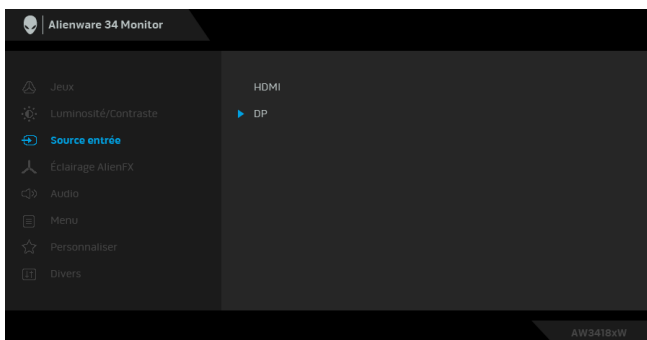 Alienware 34 Monitor
Jeux
HDMI
Luminosité/Contraste
DP
Source entrée
Éclairage AlienFX
Audio
Menu
Personnaliser
Divers
AW3418xW